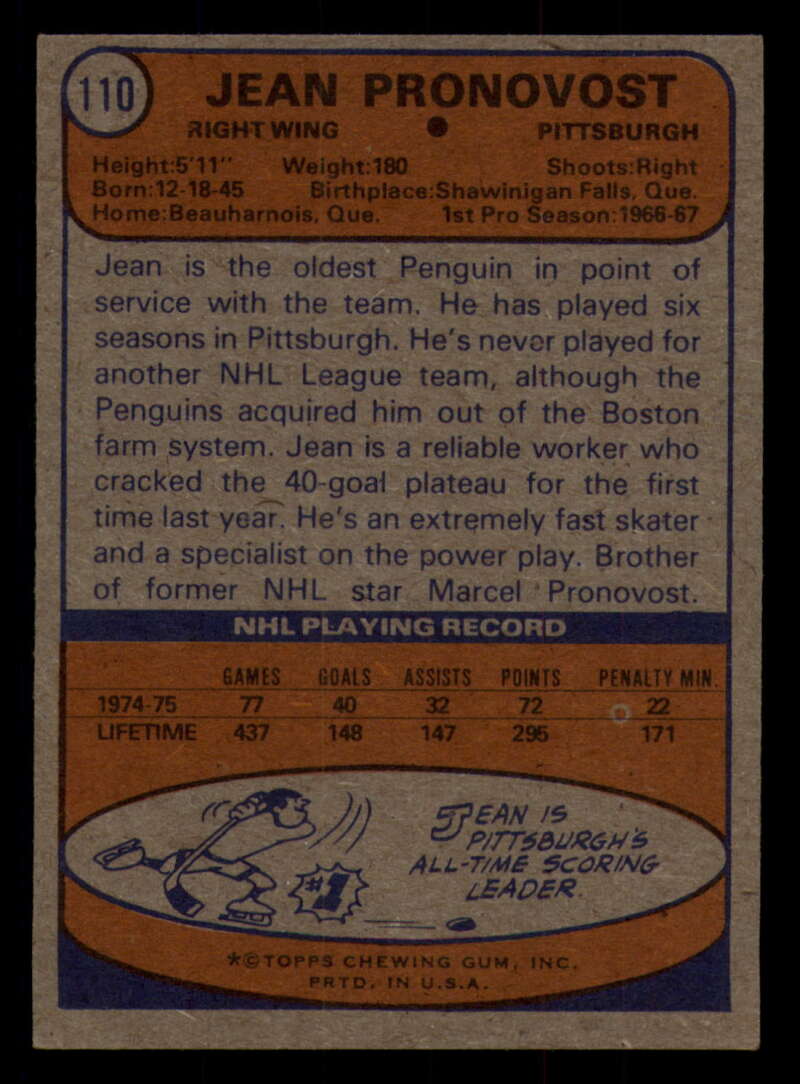 110
JEAN PRONOVOST
RIGHT WING ● PITTSBURGH
Height:5'11" Weight:180 Shoots:Right
Born:12-18-45 Birthplace:Shawinigan Falls, Que.
Home:Beauharnois, Que. 1st Pro Season:1966-67
Jean is the oldest Penguin in point of
service with the team. He has played six
seasons in Pittsburgh. He's never played for
another NHL League team, although the
Penguins acquired him out of the Boston
farm system. Jean is a reliable worker who
cracked the 40-goal plateau for the first
time last year. He's an extremely fast skater
and a specialist on the power play. Brother
of former NHL star Marcel Pronovost.
NHL PLAYING RECORD
GAMES GOALS ASSISTS POINTS PENALTY MIN.
1974-75 77 40 32 72 22
LIFETIME 437 148 147 295 171
#1
JEAN IS
PITTSBURGH'S
ALL-TIME SCORING
LEADER.
*©TOPPS CHEWING GUM, INC.
PRTD. IN U.S.A.